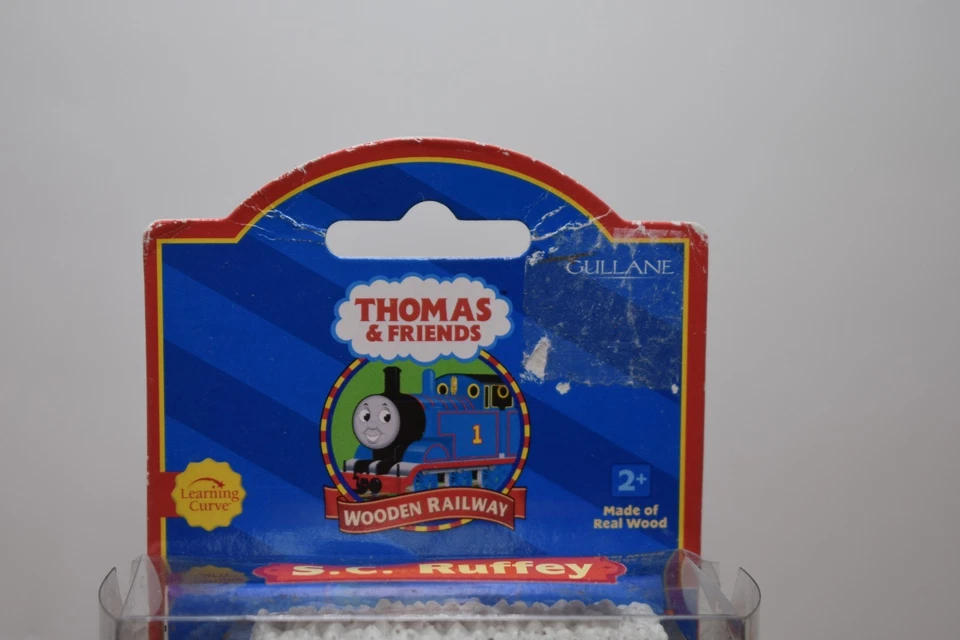 GULLANE
THOMAS
& FRIENDS
1
Learning
Curve
2+
Made of
Real Wood
WOODEN RAILWAY
S.C. Ruffey